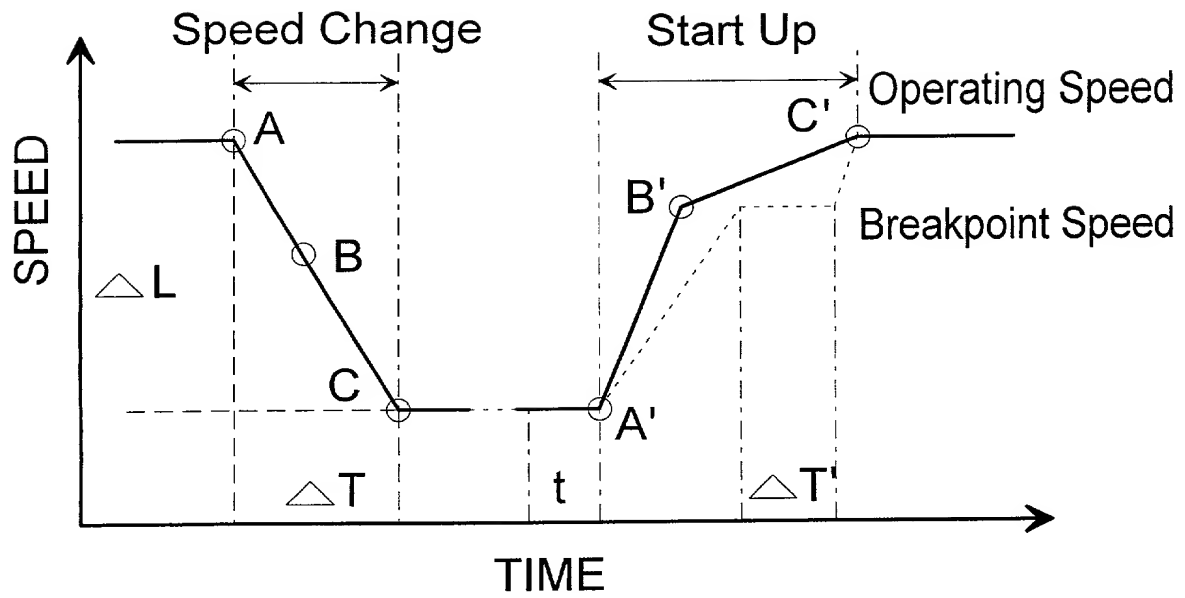 Speed Change
Start Up
Operating Speed
C'
A
SPEED
B'
Breakpoint Speed
B
△L
C
A'
△T
t
△T'
TIME